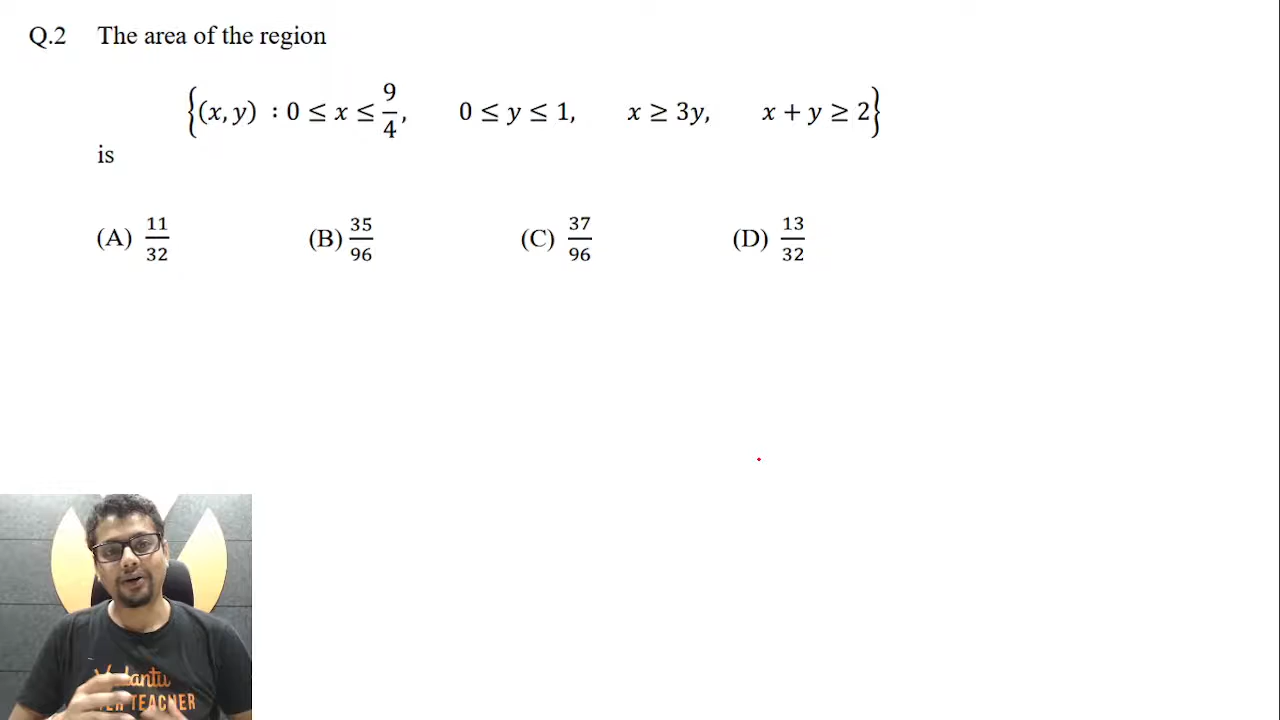 Q.2 The area of the region
{(x, y) : 0 ≤ x ≤ 9/4, 0 ≤ y ≤ 1, x ≥ 3y, x + y ≥ 2}
is
(A) 11/32 (B) 35/96 (C) 37/96 (D) 13/32
TEACHER